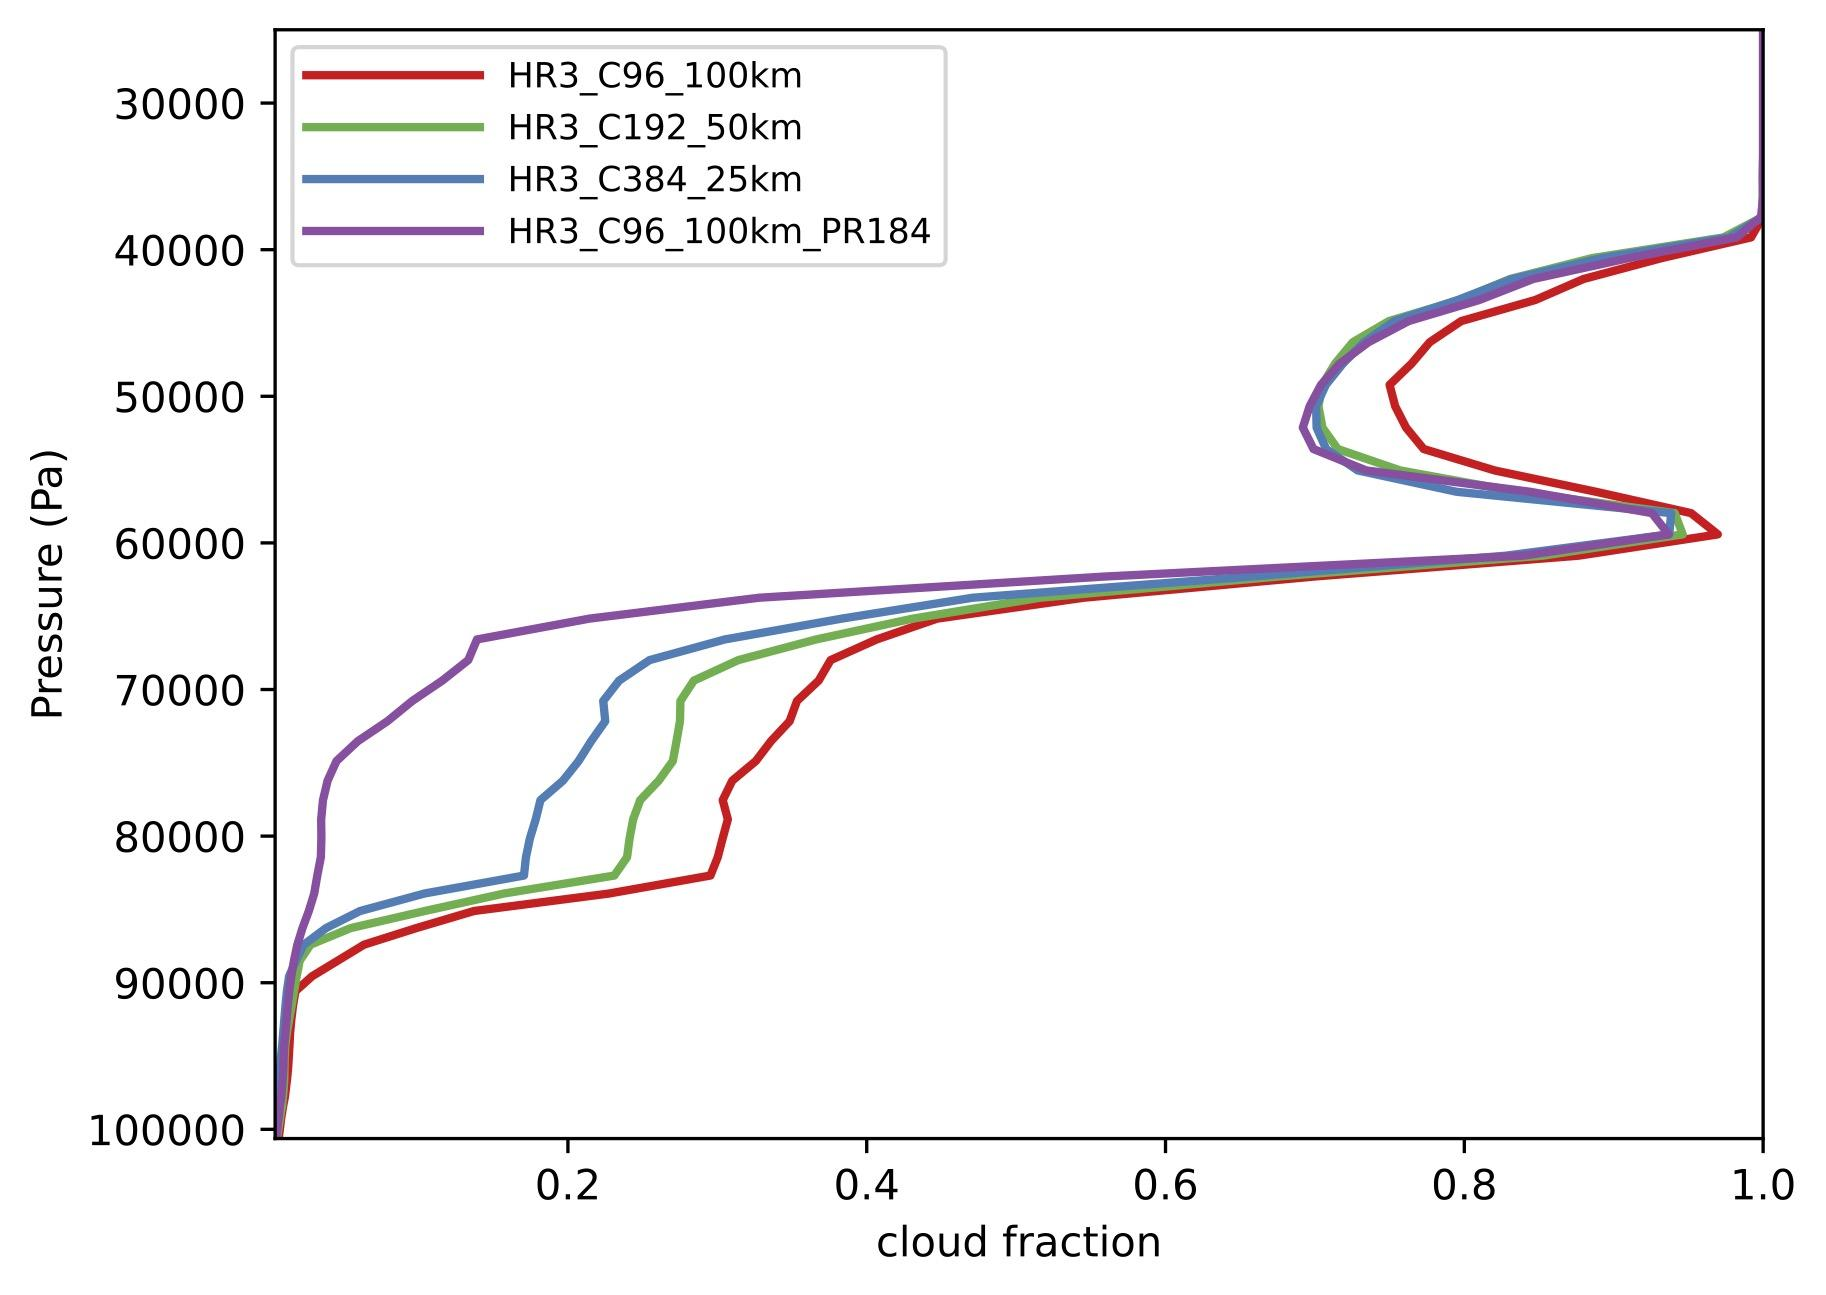 HR3_C96_100km
HR3_C192_50km
HR3_C384_25km
HR3_C96_100km_PR184
30000
40000
50000
60000
70000
80000
90000
100000
Pressure (Pa)
0.2 0.4 0.6 0.8 1.0
cloud fraction